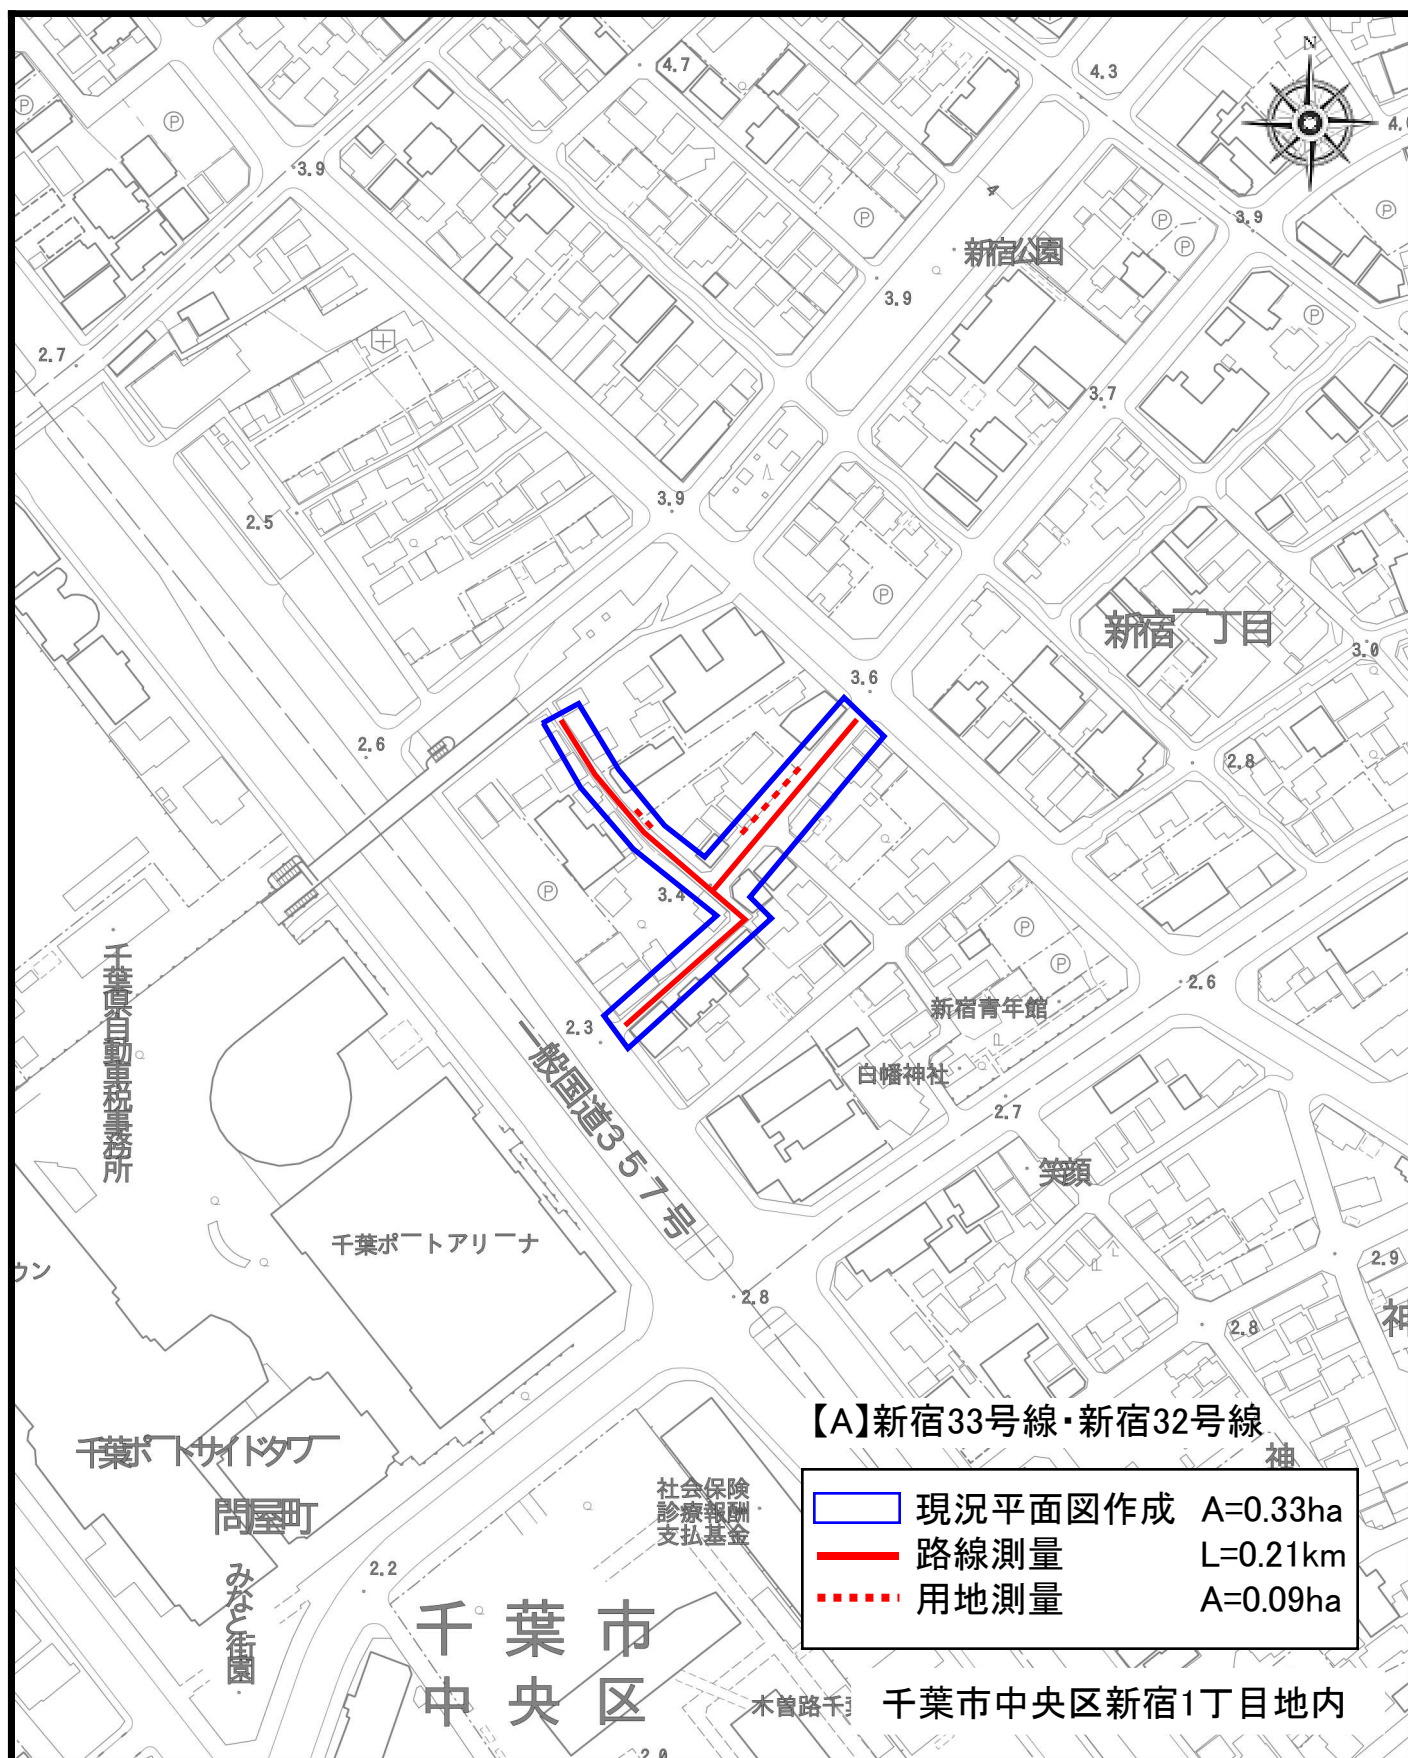 N
4.7
4.3
P
P
3.9
3.9
P
P
P
P
新宿公園
3.9
P
2.7
3.7
3.9
2.5
P
新宿一丁目
3.0
3.6
2.6
2.8
P
3.4
P
P
2.6
新宿青年館
千葉県自動車税事務所
2.3
一般国道357号
白幡神社
2.7
笑顔
千葉ポートアリーナ
ウン
2.9
2.8
2.8
神
【A】新宿33号線・新宿32号線
千葉ポートサイドタワー
神
問屋町
社会保険
診療報酬
支払基金
現況平面図作成 A=0.33ha
路線測量 L=0.21km
用地測量 A=0.09ha
2.2
みなと街園
千葉市
中央区
木曽路千
千葉市中央区新宿1丁目地内
2.0